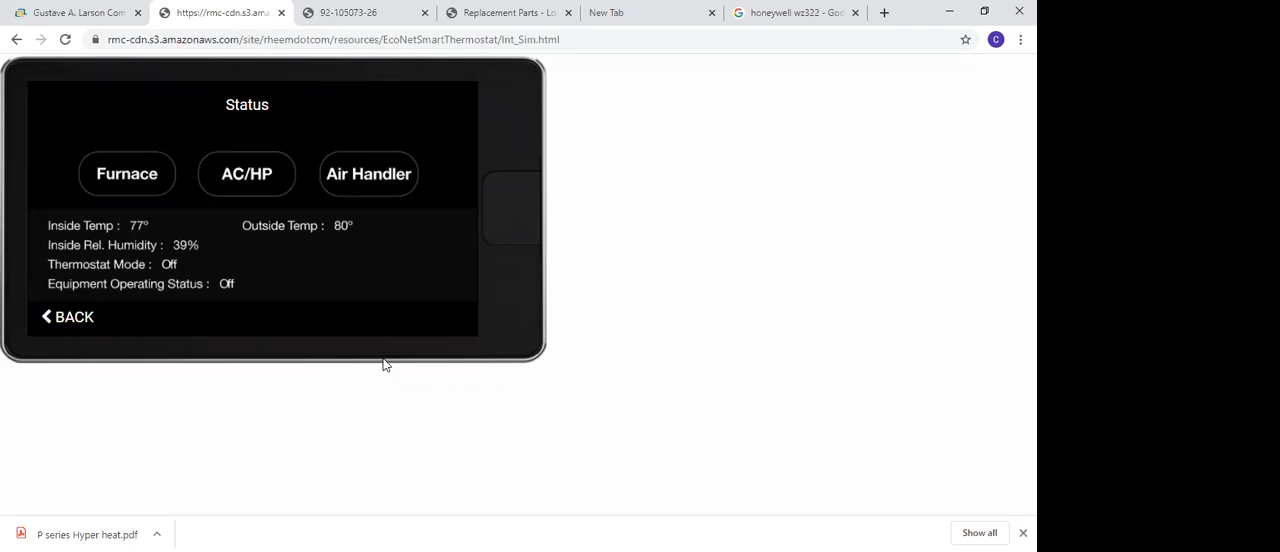 Gustave A. Larson Com
https://rmc-cdn.s3.ama
92-105073-26
Replacement Parts - Lo
New Tab
honeywell wz322 - Goo
rmc-cdn.s3.amazonaws.com/site/rheemdotcom/resources/EcoNetSmartThermostat/Int_Sim.html
C
Status
Furnace
AC/HP
Air Handler
Inside Temp : 77°
Outside Temp : 80°
Inside Rel. Humidity : 39%
Thermostat Mode : Off
Equipment Operating Status : Off
BACK
P series Hyper heat.pdf
Show all